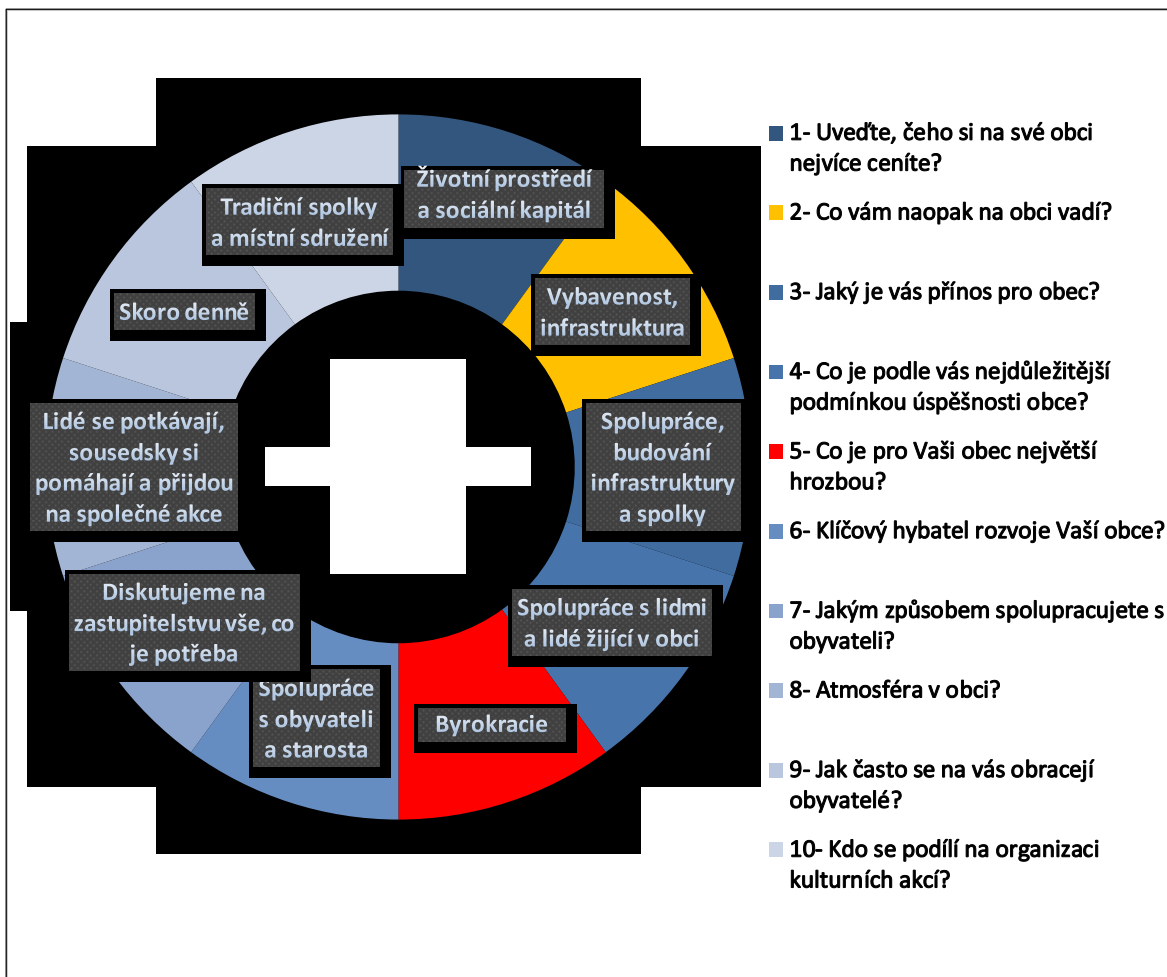 Životní prostředí
a sociální kapitál
Vybavenost,
infrastruktura
Spolupráce,
budování
infrastruktury
a spolky
Spolupráce s lidmi
a lidé žijící v obci
Byrokracie
Spolupráce
s obyvateli
a starosta
Diskutujeme na
zastupitelstvu vše, co
je potřeba
Lidé se potkávají,
sousedsky si
pomáhají a přijdou
na společné akce
Skoro denně
Tradiční spolky
a místní sdružení
1- Uveďte, čeho si na své obci
nejvíce ceníte?
2- Co vám naopak na obci vadí?
3- Jaký je vás přínos pro obec?
4- Co je podle vás nejdůležitější
podmínkou úspěšnosti obce?
5- Co je pro Vaši obec největší
hrozbou?
6- Klíčový hybatel rozvoje Vaší obce?
7- Jakým způsobem spolupracujete s
obyvateli?
8- Atmosféra v obci?
9- Jak často se na vás obracejí
obyvatelé?
10- Kdo se podílí na organizaci
kulturních akcí?